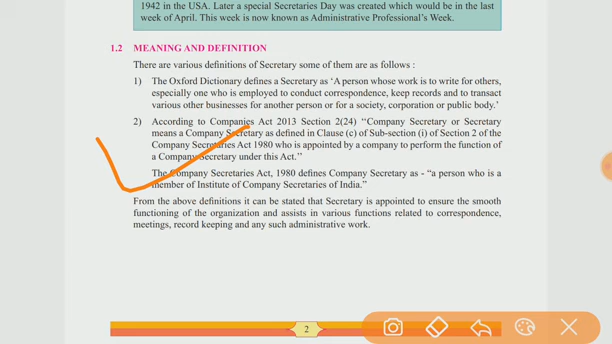 1942 in the USA. Later a special Secretaries Day was created which would be in the last
week of April. This week is now known as Administrative Professional's Week.
1.2 MEANING AND DEFINITION
There are various definitions of Secretary some of them are as follows :
1) The Oxford Dictionary defines a Secretary as ‘A person whose work is to write for others,
especially one who is employed to conduct correspondence, keep records and to transact
various other businesses for another person or for a society, corporation or public body.’
2) According to Companies Act 2013 Section 2(24) ‘‘Company Secretary or Secretary
means a Company Secretary as defined in Clause (c) of Sub-section (i) of Section 2 of the
Company Secretaries Act 1980 who is appointed by a company to perform the function of
a Company Secretary under this Act.’’
The Company Secretaries Act, 1980 defines Company Secretary as - “a person who is a
member of Institute of Company Secretaries of India.”
From the above definitions it can be stated that Secretary is appointed to ensure the smooth
functioning of the organization and assists in various functions related to correspondence,
meetings, record keeping and any such administrative work.
2